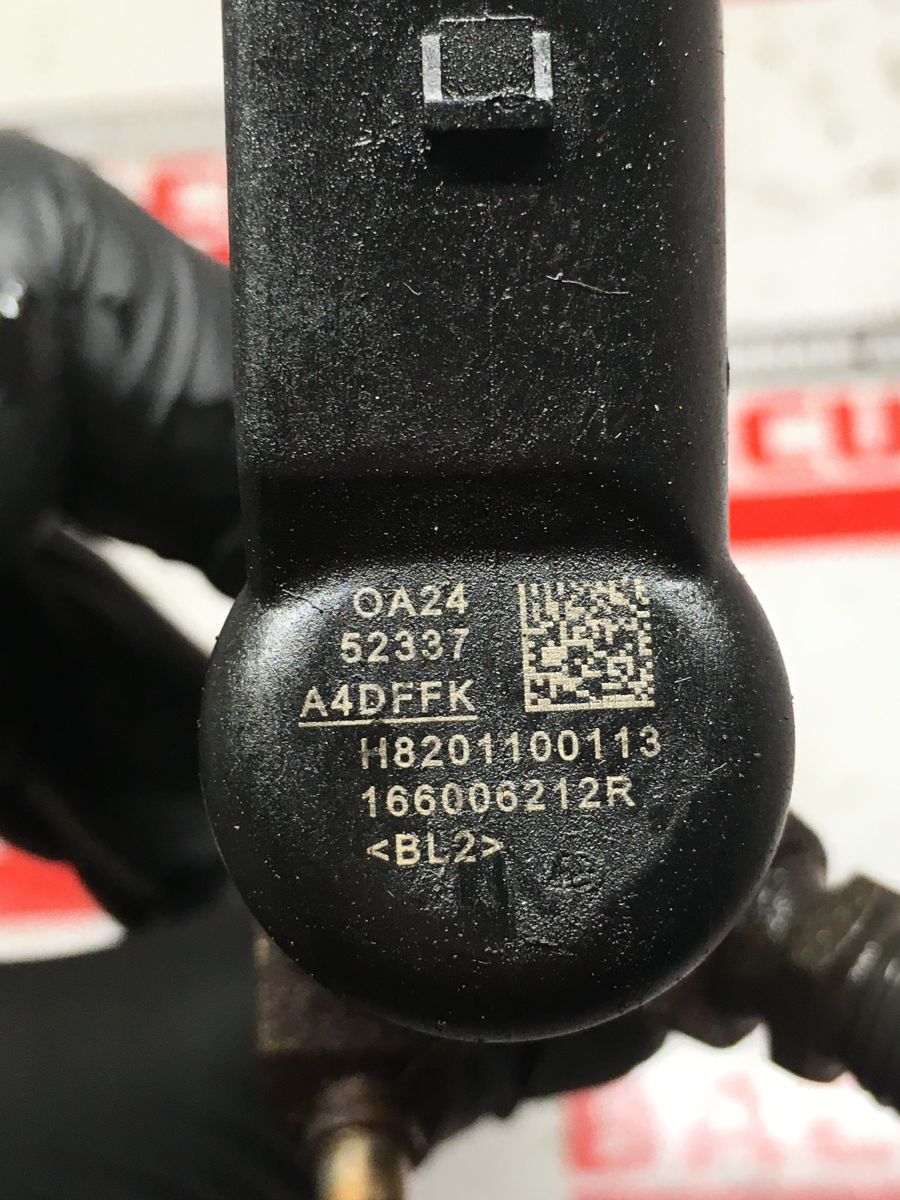 OA24
52337
A4DFFK
H8201100113
166006212R
<BL2>